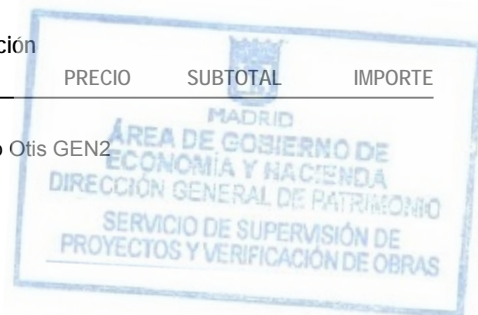 ción
PRECIO SUBTOTAL IMPORTE
MADRID
o Otis GEN2
ÁREA DE GOBIERNO DE
ECONOMÍA Y HACIENDA
DIRECCIÓN GENERAL DE PATRIMONIO
SERVICIO DE SUPERVISIÓN DE
PROYECTOS Y VERIFICACIÓN DE OBRAS